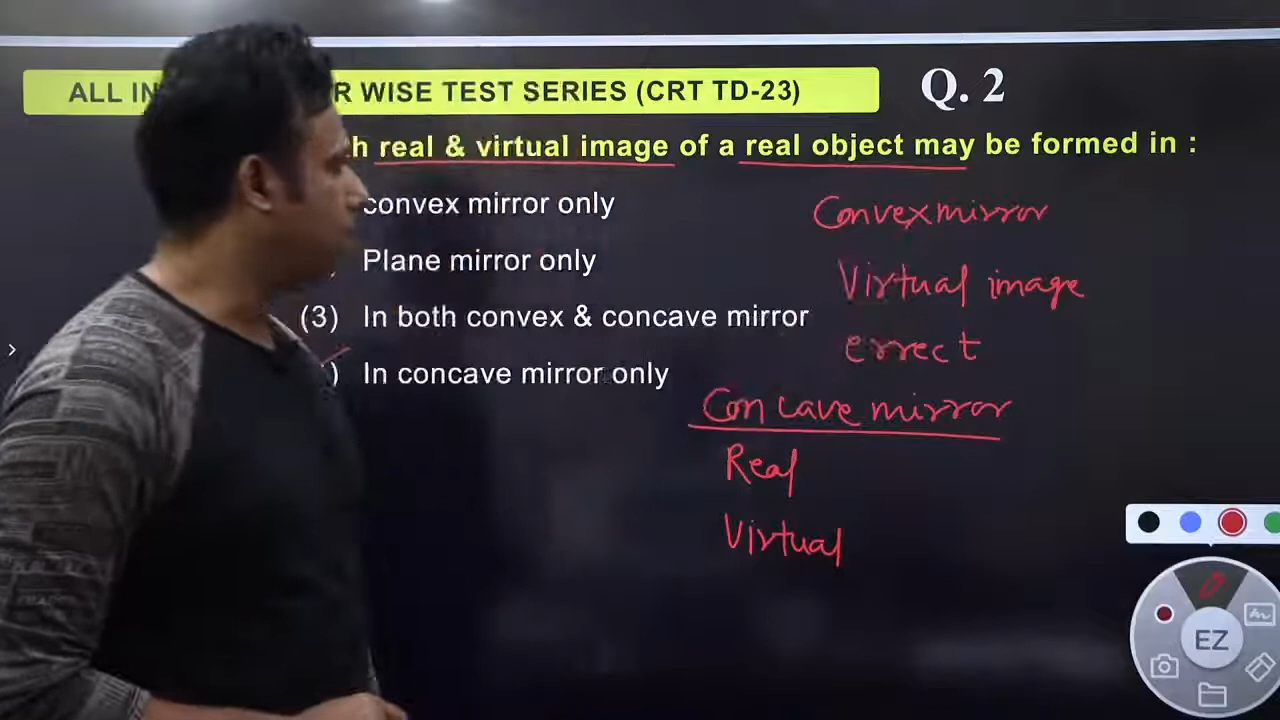 ALL IN R WISE TEST SERIES (CRT TD-23)
Q. 2
h real & virtual image of a real object may be formed in :
convex mirror only
Plane mirror only
(3) In both convex & concave mirror
) In concave mirror only
Convex mirror
Virtual image
errect
Concave mirror
Real
Virtual
EZ